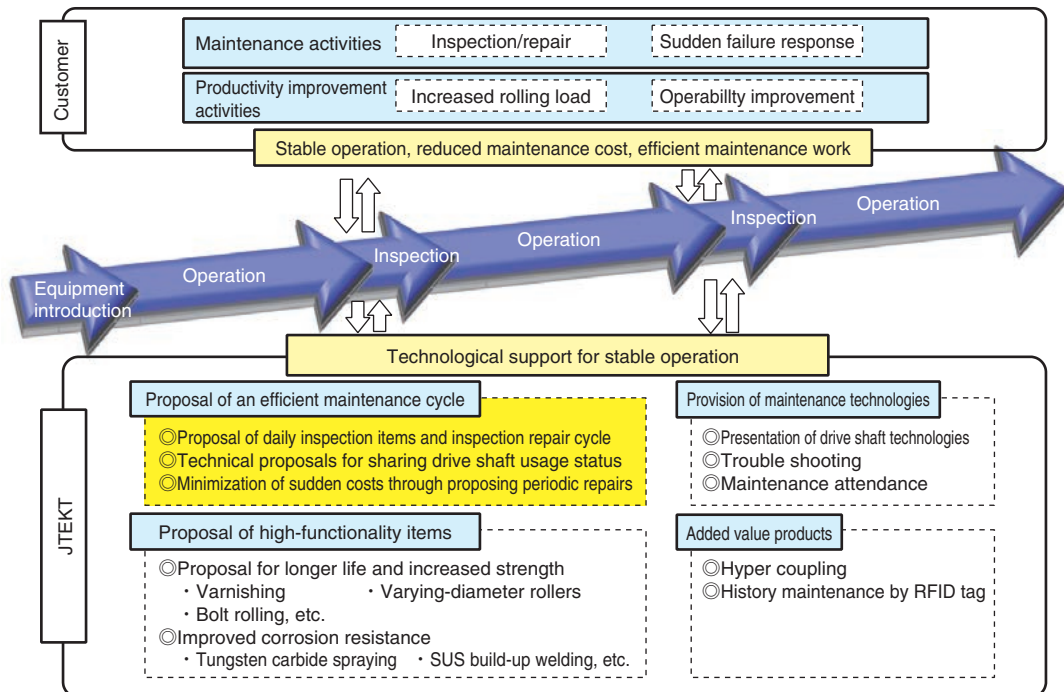 Customer
Maintenance activities
Inspection/repair
Sudden failure response
Productivity improvement
activities
Increased rolling load
Operabillty improvement
Stable operation, reduced maintenance cost, efficient maintenance work
Equipment
introduction
Operation
Inspection
Operation
Inspection
Operation
Technological support for stable operation
JTEKT
Proposal of an efficient maintenance cycle
◎Proposal of daily inspection items and inspection repair cycle
◎Technical proposals for sharing drive shaft usage status
◎Minimization of sudden costs through proposing periodic repairs
Provision of maintenance technologies
◎Presentation of drive shaft technologies
◎Trouble shooting
◎Maintenance attendance
Proposal of high-functionality items
◎Proposal for longer life and increased strength
・Varnishing ・Varying-diameter rollers
・Bolt rolling, etc.
◎Improved corrosion resistance
・Tungsten carbide spraying ・SUS build-up welding, etc.
Added value products
◎Hyper coupling
◎History maintenance by RFID tag